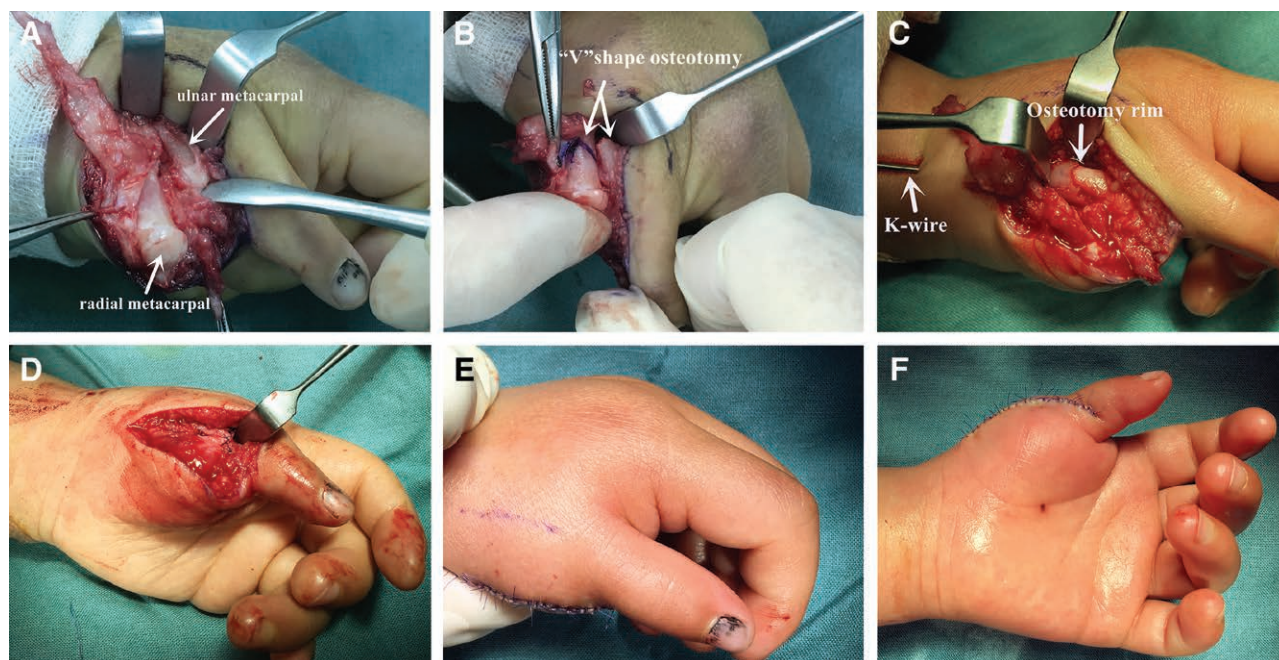 A
ulnar metacarpal
radial metacarpal
B
“V”shape osteotomy
C
Osteotomy rim
K-wire
D
E
F